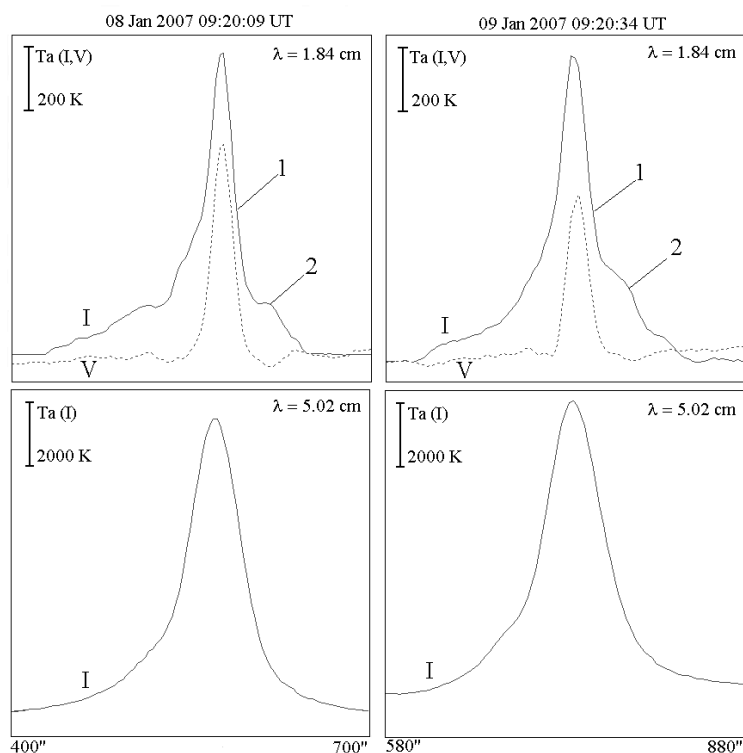 08 Jan 2007 09:20:09 UT
09 Jan 2007 09:20:34 UT
Ta (I,V)
λ = 1.84 cm
200 K
1
2
I
V
Ta (I,V)
λ = 1.84 cm
200 K
1
2
I
V
Ta (I)
λ = 5.02 cm
2000 K
I
Ta (I)
λ = 5.02 cm
2000 K
I
400"
700"
580"
880"